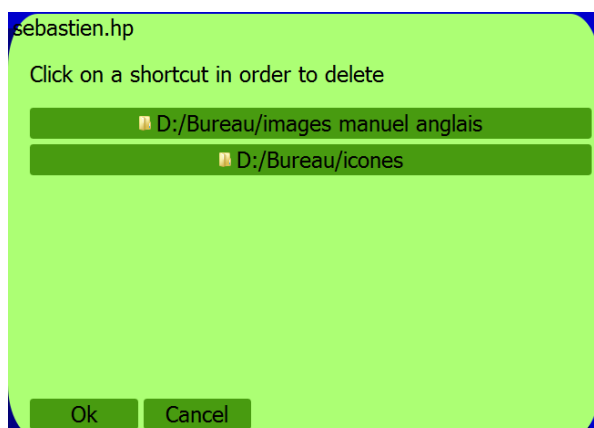 sebastien.hp
Click on a shortcut in order to delete
D:/Bureau/images manuel anglais
D:/Bureau/icones
Ok Cancel